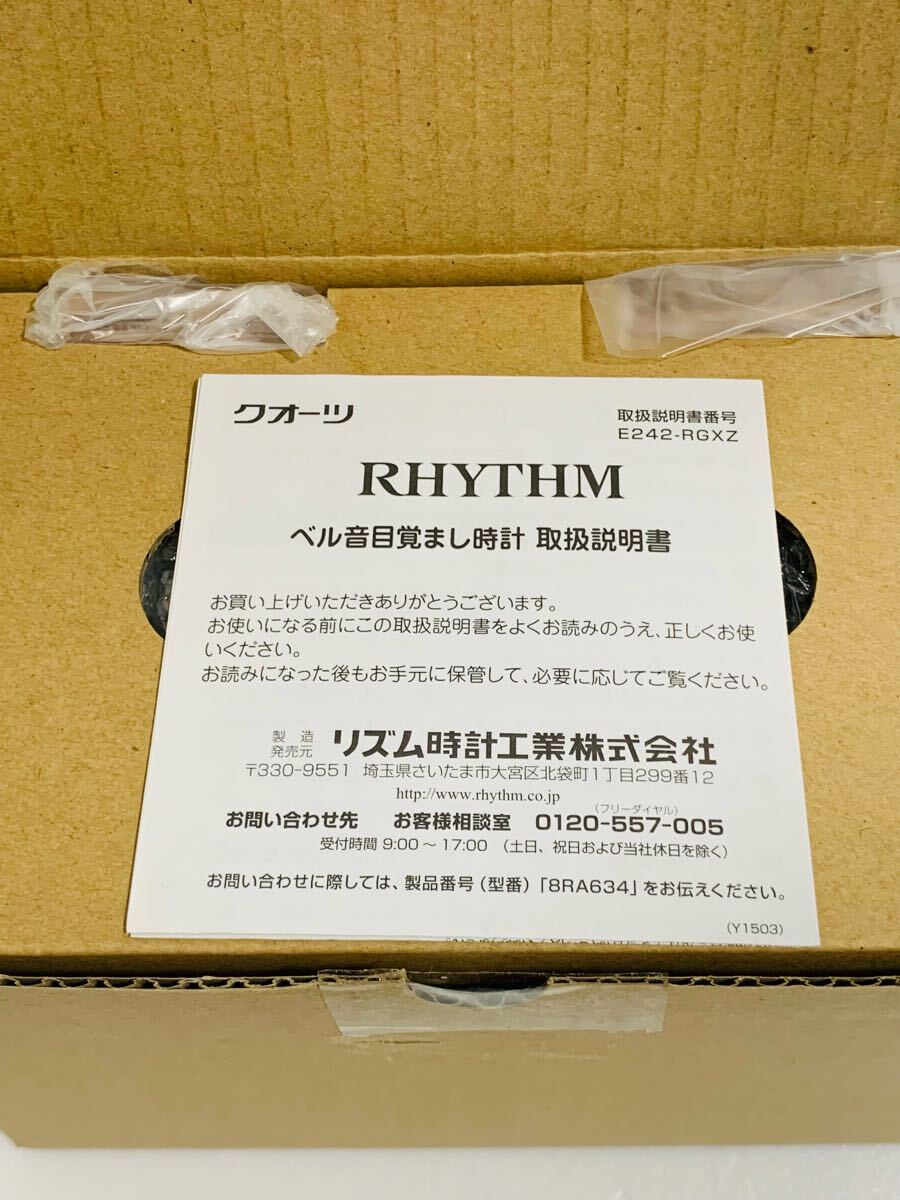 クオーツ
取扱説明書番号
E242-RGXZ
RHYTHM
ベル音目覚まし時計 取扱説明書
お買い上げいただきありがとうございます。
お使いになる前にこの取扱説明書をよくお読みのうえ、正しくお使
いください。
お読みになった後もお手元に保管して、必要に応じてご覧ください。
製造
発売元 リズム時計工業株式会社
〒330-9551 埼玉県さいたま市大宮区北袋町1丁目299番12
http://www.rhythm.co.jp
(フリーダイヤル)
お問い合わせ先 お客様相談室 0120-557-005
受付時間 9:00～17:00 (土日、祝日および当社休日を除く)
お問い合わせに際しては、製品番号(型番)「8RA634」をお伝えください。
(Y1503)